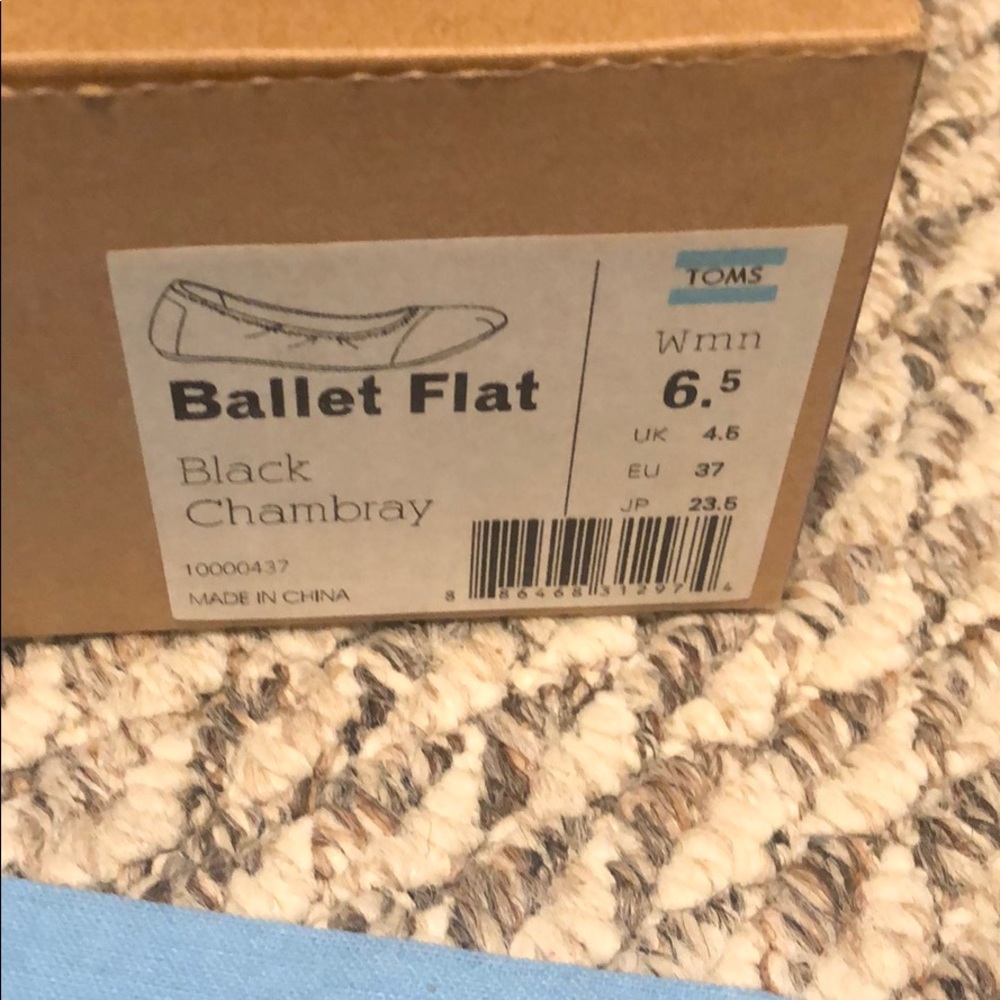 Ballet Flat
Black
Chambray
10000437
MADE IN CHINA
TOMS
Wmn
6.5
UK 4.5
EU 37
JP 23.5
8 86468 31297 4